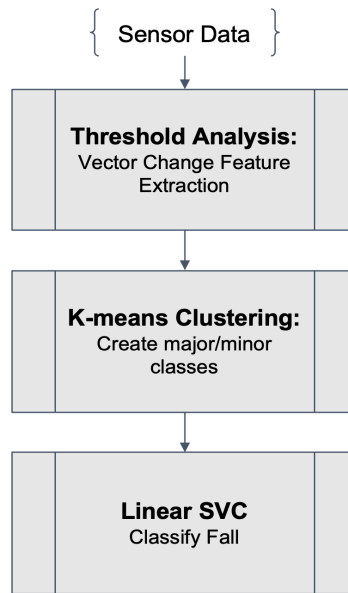 Sensor Data
Threshold Analysis:
Vector Change Feature
Extraction
K-means Clustering:
Create major/minor
classes
Linear SVC
Classify Fall